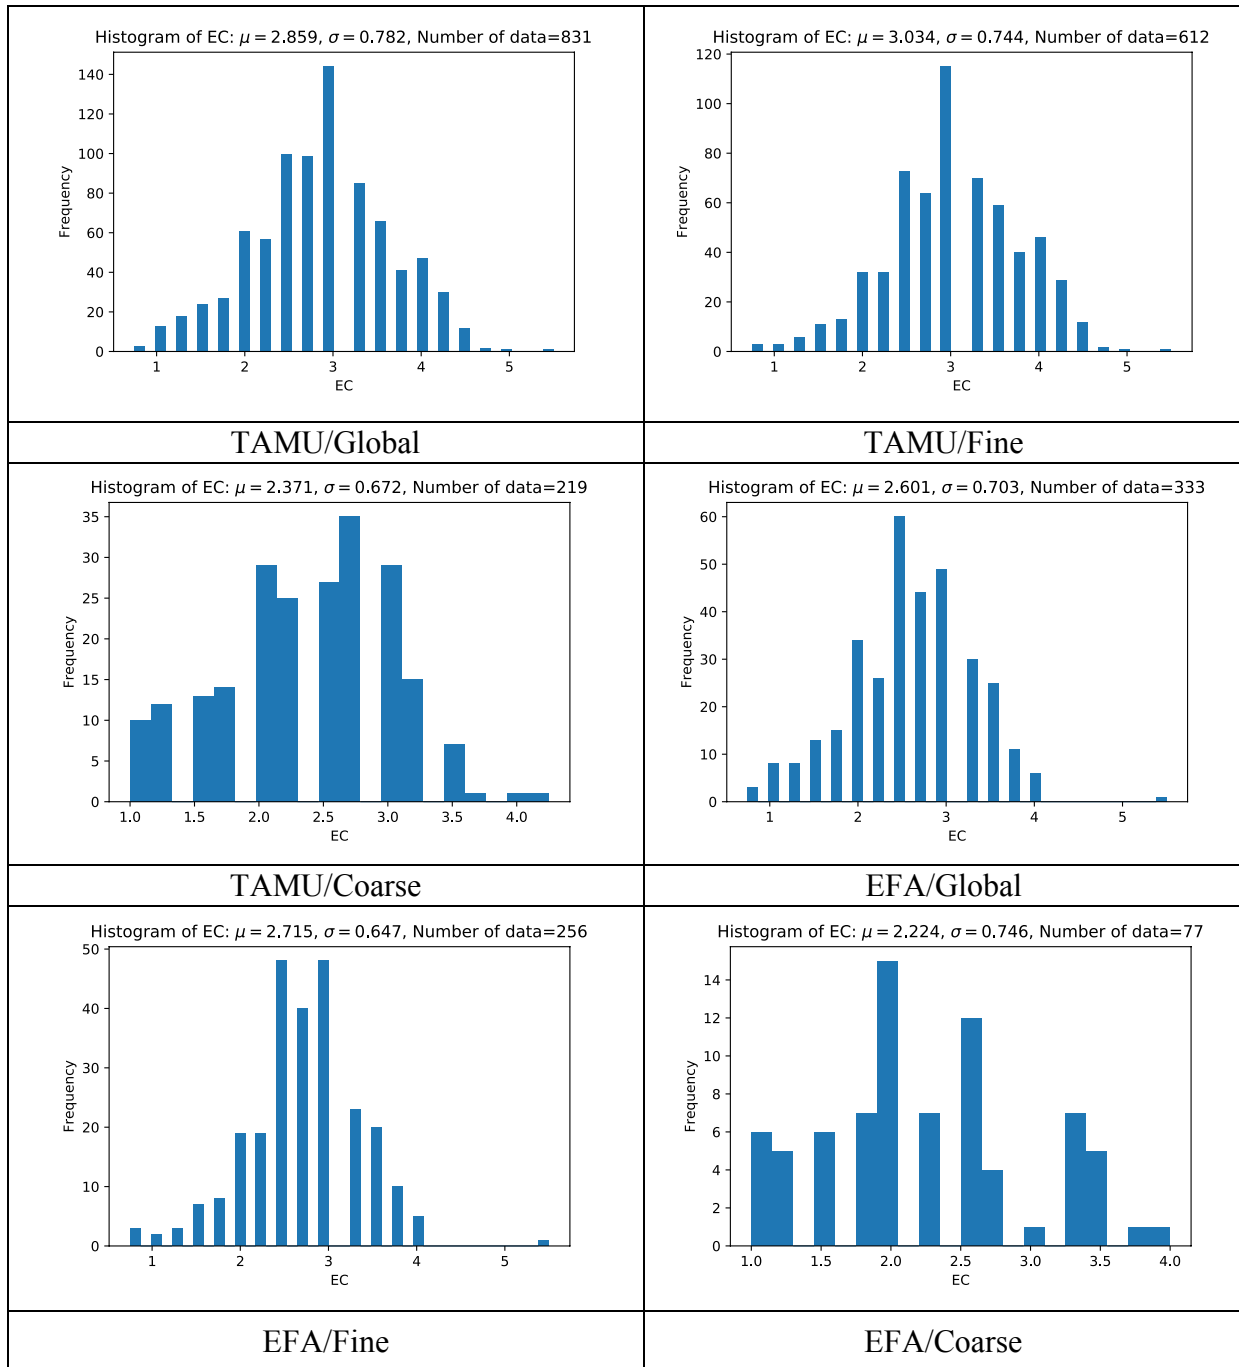 Histogram of EC: μ = 2.859, σ = 0.782, Number of data=831
140
120
100
80
60
40
20
0
Frequency
1 2 3 4 5
EC
TAMU/Global
Histogram of EC: μ = 3.034, σ = 0.744, Number of data=612
120
100
80
60
40
20
0
Frequency
1 2 3 4 5
EC
TAMU/Fine
Histogram of EC: μ = 2.371, σ = 0.672, Number of data=219
35
30
25
20
15
10
5
0
Frequency
1.0 1.5 2.0 2.5 3.0 3.5 4.0
EC
TAMU/Coarse
Histogram of EC: μ = 2.601, σ = 0.703, Number of data=333
60
50
40
30
20
10
0
Frequency
1 2 3 4 5
EC
EFA/Global
Histogram of EC: μ = 2.715, σ = 0.647, Number of data=256
50
40
30
20
10
0
Frequency
1 2 3 4 5
EC
EFA/Fine
Histogram of EC: μ = 2.224, σ = 0.746, Number of data=77
14
12
10
8
6
4
2
0
Frequency
1.0 1.5 2.0 2.5 3.0 3.5 4.0
EC
EFA/Coarse